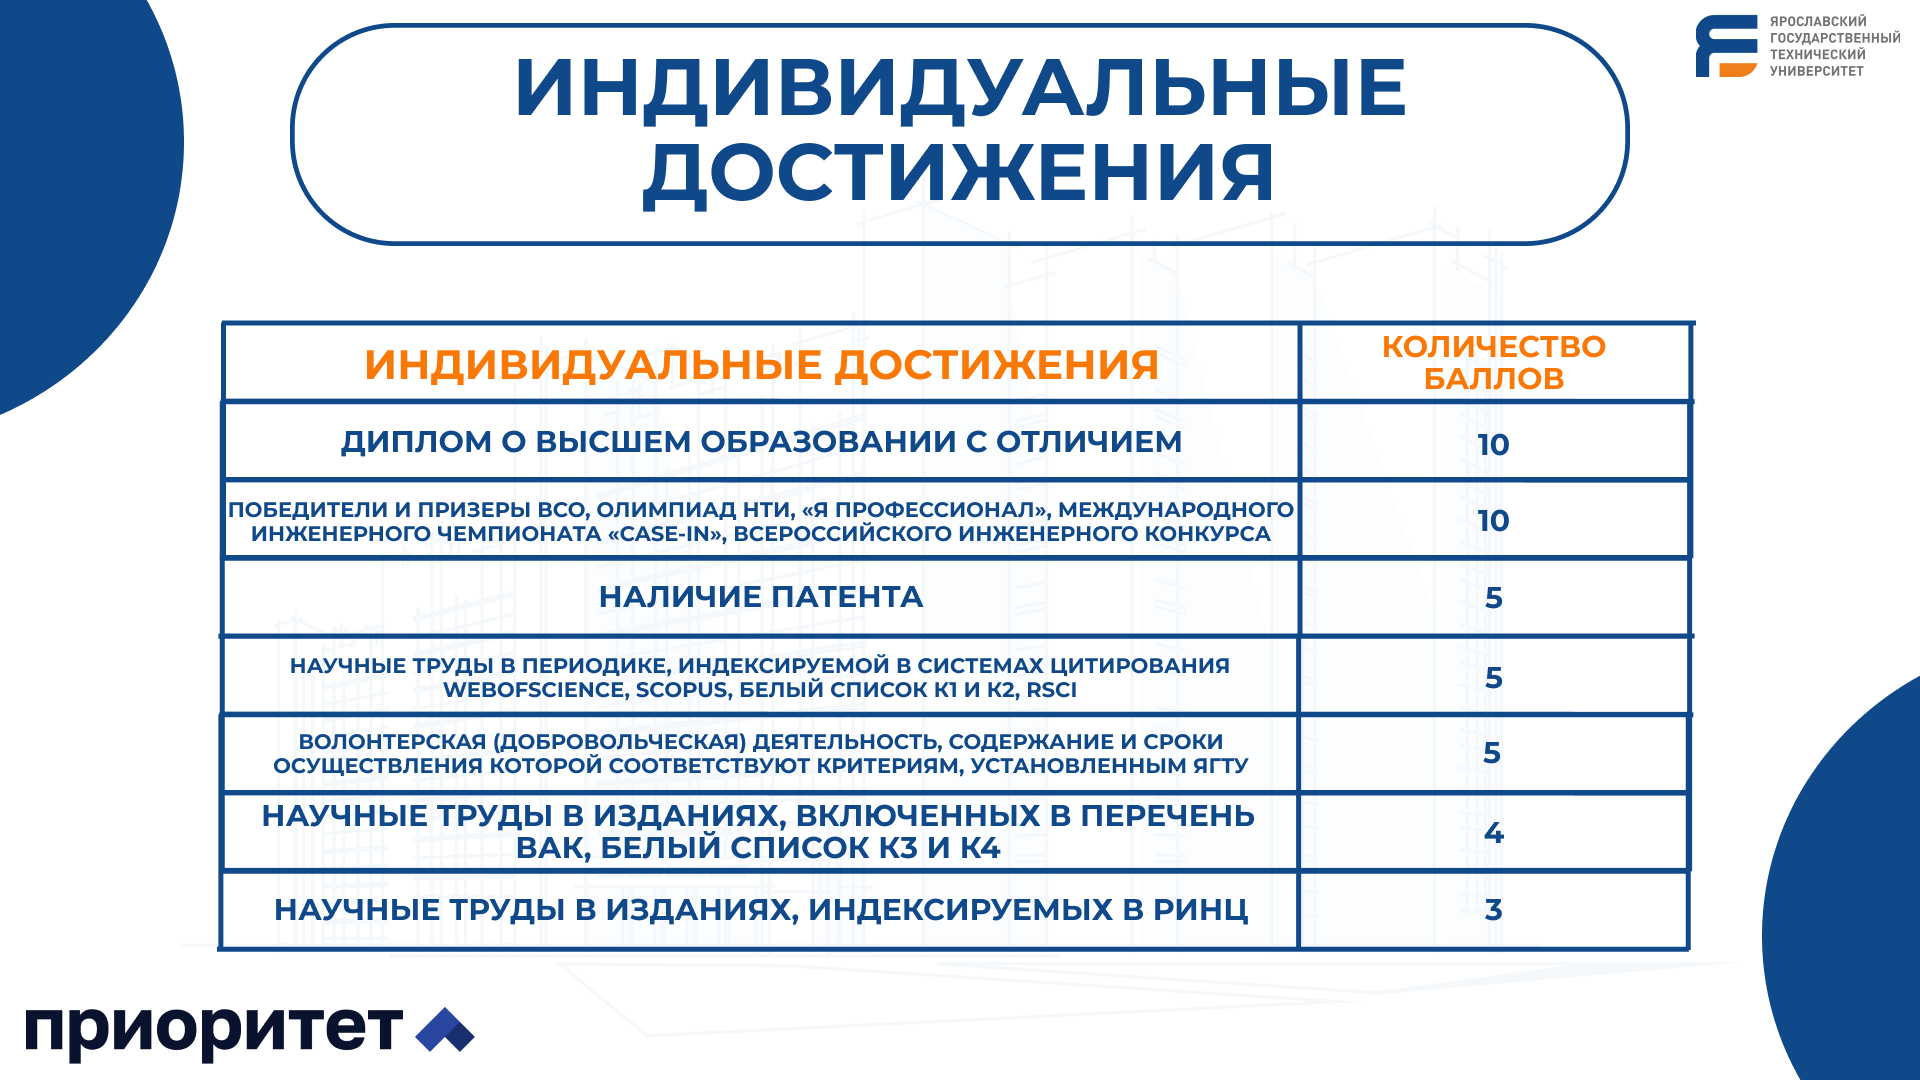 ЯРОСЛАВСКИЙ
ГОСУДАРСТВЕННЫЙ
ТЕХНИЧЕСКИЙ
УНИВЕРСИТЕТ
ИНДИВИДУАЛЬНЫЕ
ДОСТИЖЕНИЯ
ИНДИВИДУАЛЬНЫЕ ДОСТИЖЕНИЯ
КОЛИЧЕСТВО
БАЛЛОВ
ДИПЛОМ О ВЫСШЕМ ОБРАЗОВАНИИ С ОТЛИЧИЕМ
10
ПОБЕДИТЕЛИ И ПРИЗЕРЫ ВСО, ОЛИМПИАД НТИ, «Я ПРОФЕССИОНАЛ», МЕЖДУНАРОДНОГО
ИНЖЕНЕРНОГО ЧЕМПИОНАТА «CASE-IN», ВСЕРОССИЙСКОГО ИНЖЕНЕРНОГО КОНКУРСА
10
НАЛИЧИЕ ПАТЕНТА
5
НАУЧНЫЕ ТРУДЫ В ПЕРИОДИКЕ, ИНДЕКСИРУЕМОЙ В СИСТЕМАХ ЦИТИРОВАНИЯ
WEBOFSCIENCE, SCOPUS, БЕЛЫЙ СПИСОК К1 И К2, RSCI
5
ВОЛОНТЕРСКАЯ (ДОБРОВОЛЬЧЕСКАЯ) ДЕЯТЕЛЬНОСТЬ, СОДЕРЖАНИЕ И СРОКИ
ОСУЩЕСТВЛЕНИЯ КОТОРОЙ СООТВЕТСТВУЮТ КРИТЕРИЯМ, УСТАНОВЛЕННЫМ ЯГТУ
5
НАУЧНЫЕ ТРУДЫ В ИЗДАНИЯХ, ВКЛЮЧЕННЫХ В ПЕРЕЧЕНЬ
ВАК, БЕЛЫЙ СПИСОК К3 И К4
4
НАУЧНЫЕ ТРУДЫ В ИЗДАНИЯХ, ИНДЕКСИРУЕМЫХ В РИНЦ
3
приоритет